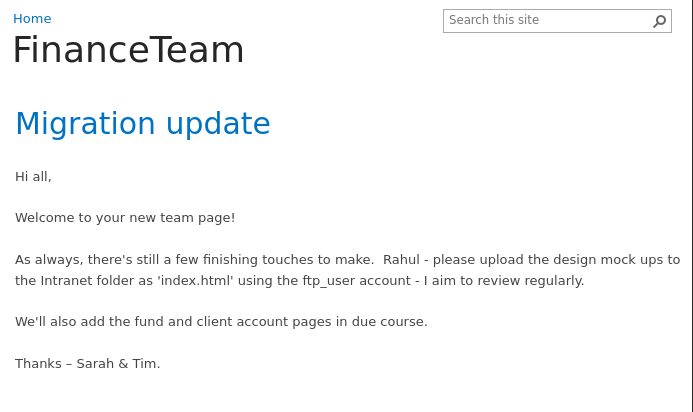 Home
Search this site
FinanceTeam
Migration update
Hi all,
Welcome to your new team page!
As always, there's still a few finishing touches to make.  Rahul - please upload the design mock ups to
the Intranet folder as 'index.html' using the ftp_user account - I aim to review regularly.
We'll also add the fund and client account pages in due course.
Thanks – Sarah & Tim.